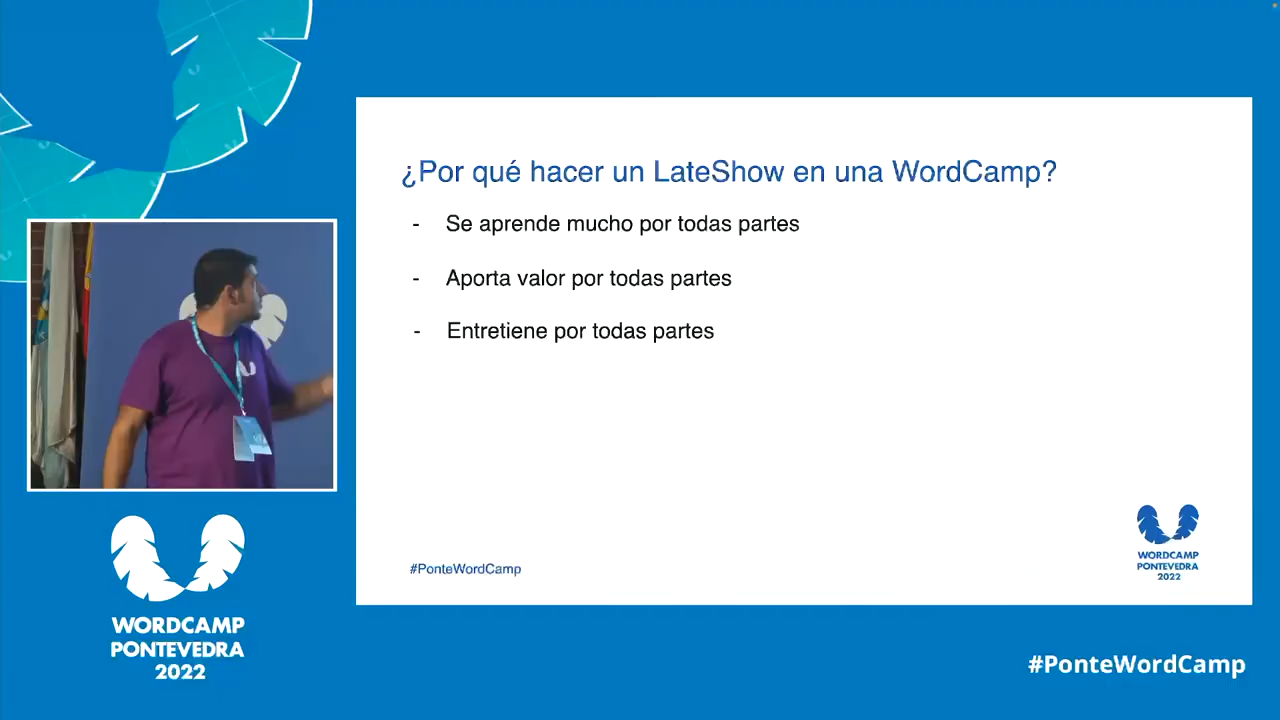 ¿Por qué hacer un LateShow en una WordCamp?
- Se aprende mucho por todas partes
- Aporta valor por todas partes
- Entretiene por todas partes
#PonteWordCamp
WORDCAMP
PONTEVEDRA
2022
WORDCAMP
PONTEVEDRA
2022
#PonteWordCamp